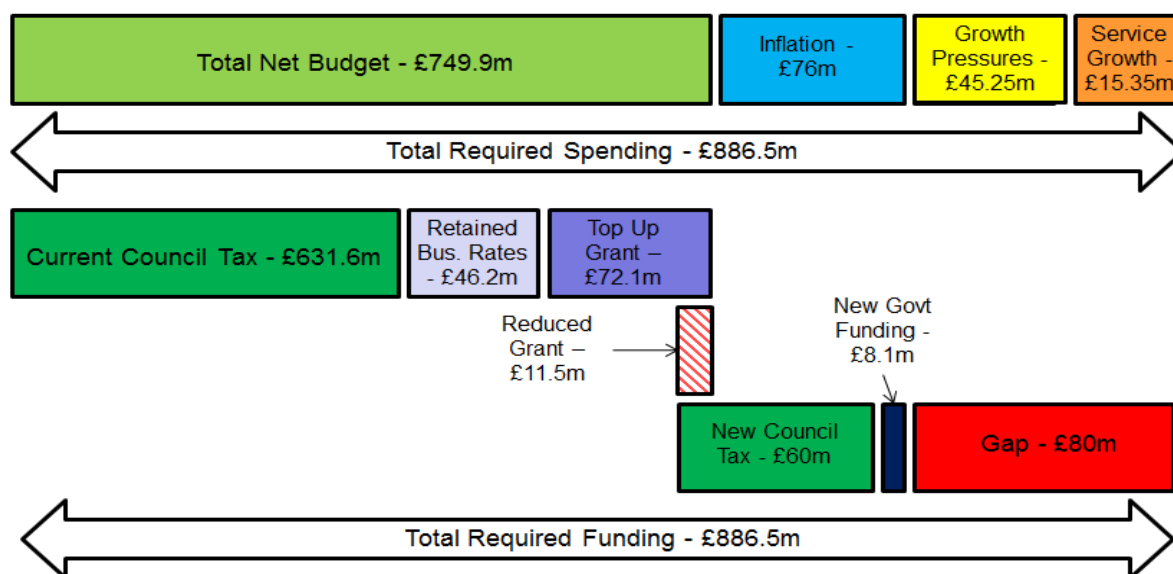 Total Net Budget - £749.9m
Inflation -
£76m
Growth
Pressures -
£45.25m
Service
Growth -
£15.35m
Total Required Spending - £886.5m
Current Council Tax - £631.6m
Retained
Bus. Rates
- £46.2m
Top Up
Grant –
£72.1m
Reduced
Grant –
£11.5m
New Govt
Funding -
£8.1m
New Council
Tax - £60m
Gap - £80m
Total Required Funding - £886.5m